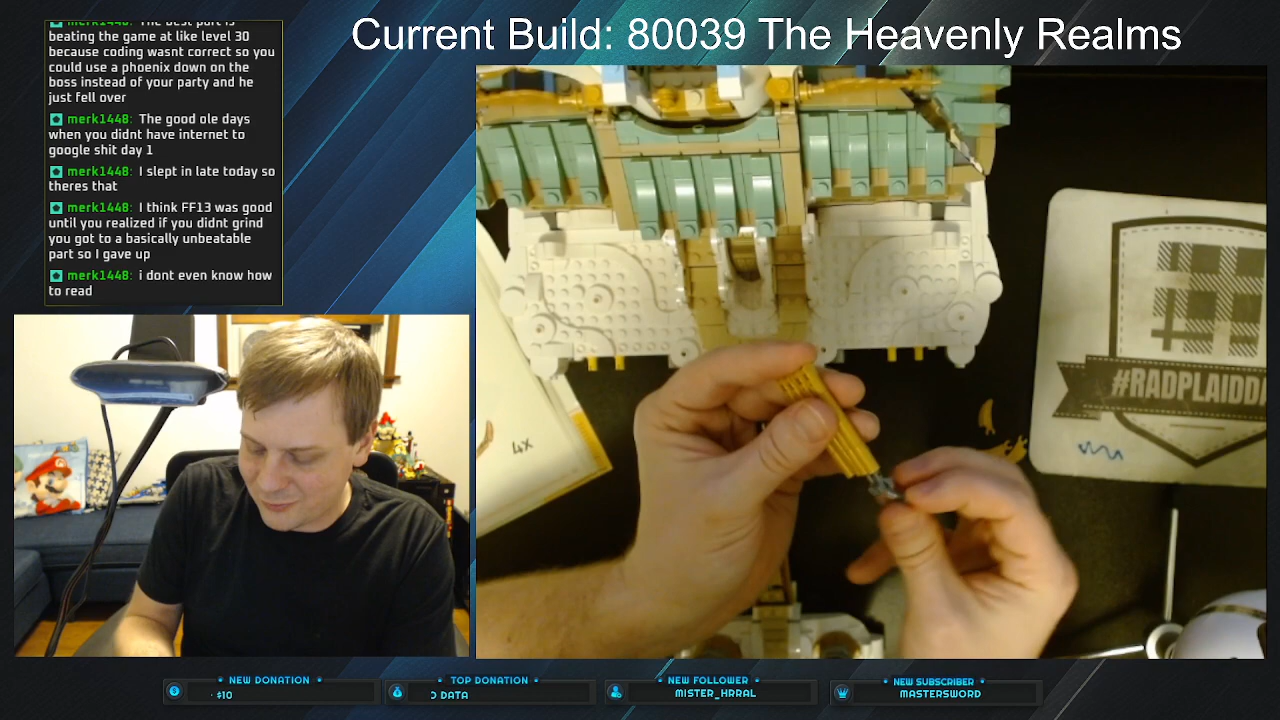 Current Build: 80039 The Heavenly Realms
merk1448: The best part is
beating the game at like level 30
because coding wasnt correct so you
could use a phoenix down on the
boss instead of your party and he
just fell over
merk1448: The good ole days
when you didnt have internet to
google shit day 1
merk1448: I slept in late today so
theres that
merk1448: I think FF13 was good
until you realized if you didnt grind
you got to a basically unbeatable
part so I gave up
merk1448: i dont even know how
to read
4X
#RADPLAIDDA
NEW DONATION
$10
TOP DONATION
DATA
NEW FOLLOWER
MISTER_HRRAL
NEW SUBSCRIBER
MASTERSWORD